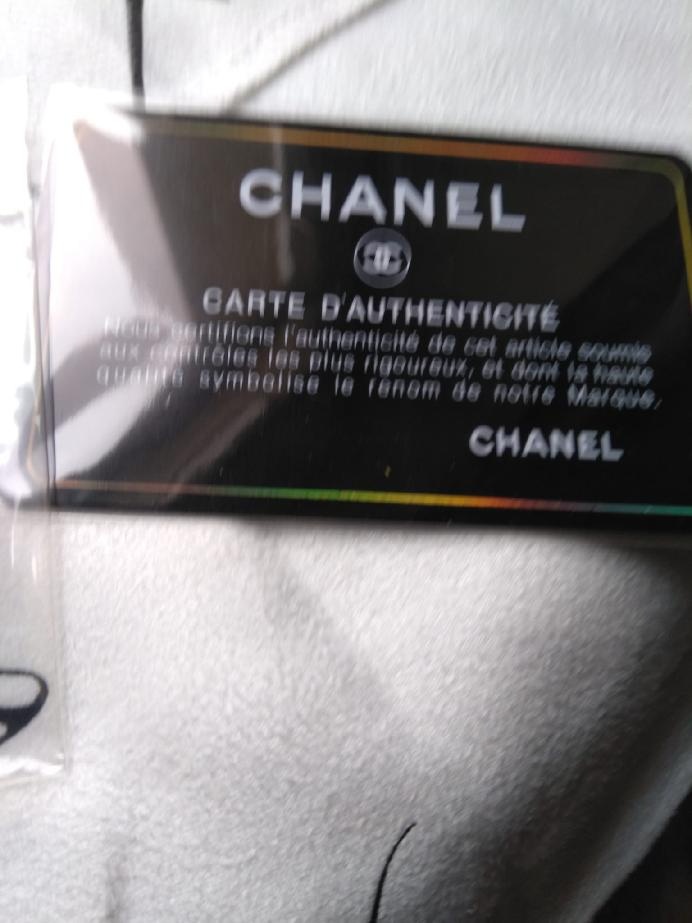 CHANEL
CARTE D'AUTHENTICITÉ
Nous certifions l'authenticité de cet article soumis
aux contrôles les plus rigoureux, et dont la haute
qualité symbolise le renom de notre Marque.
CHANEL